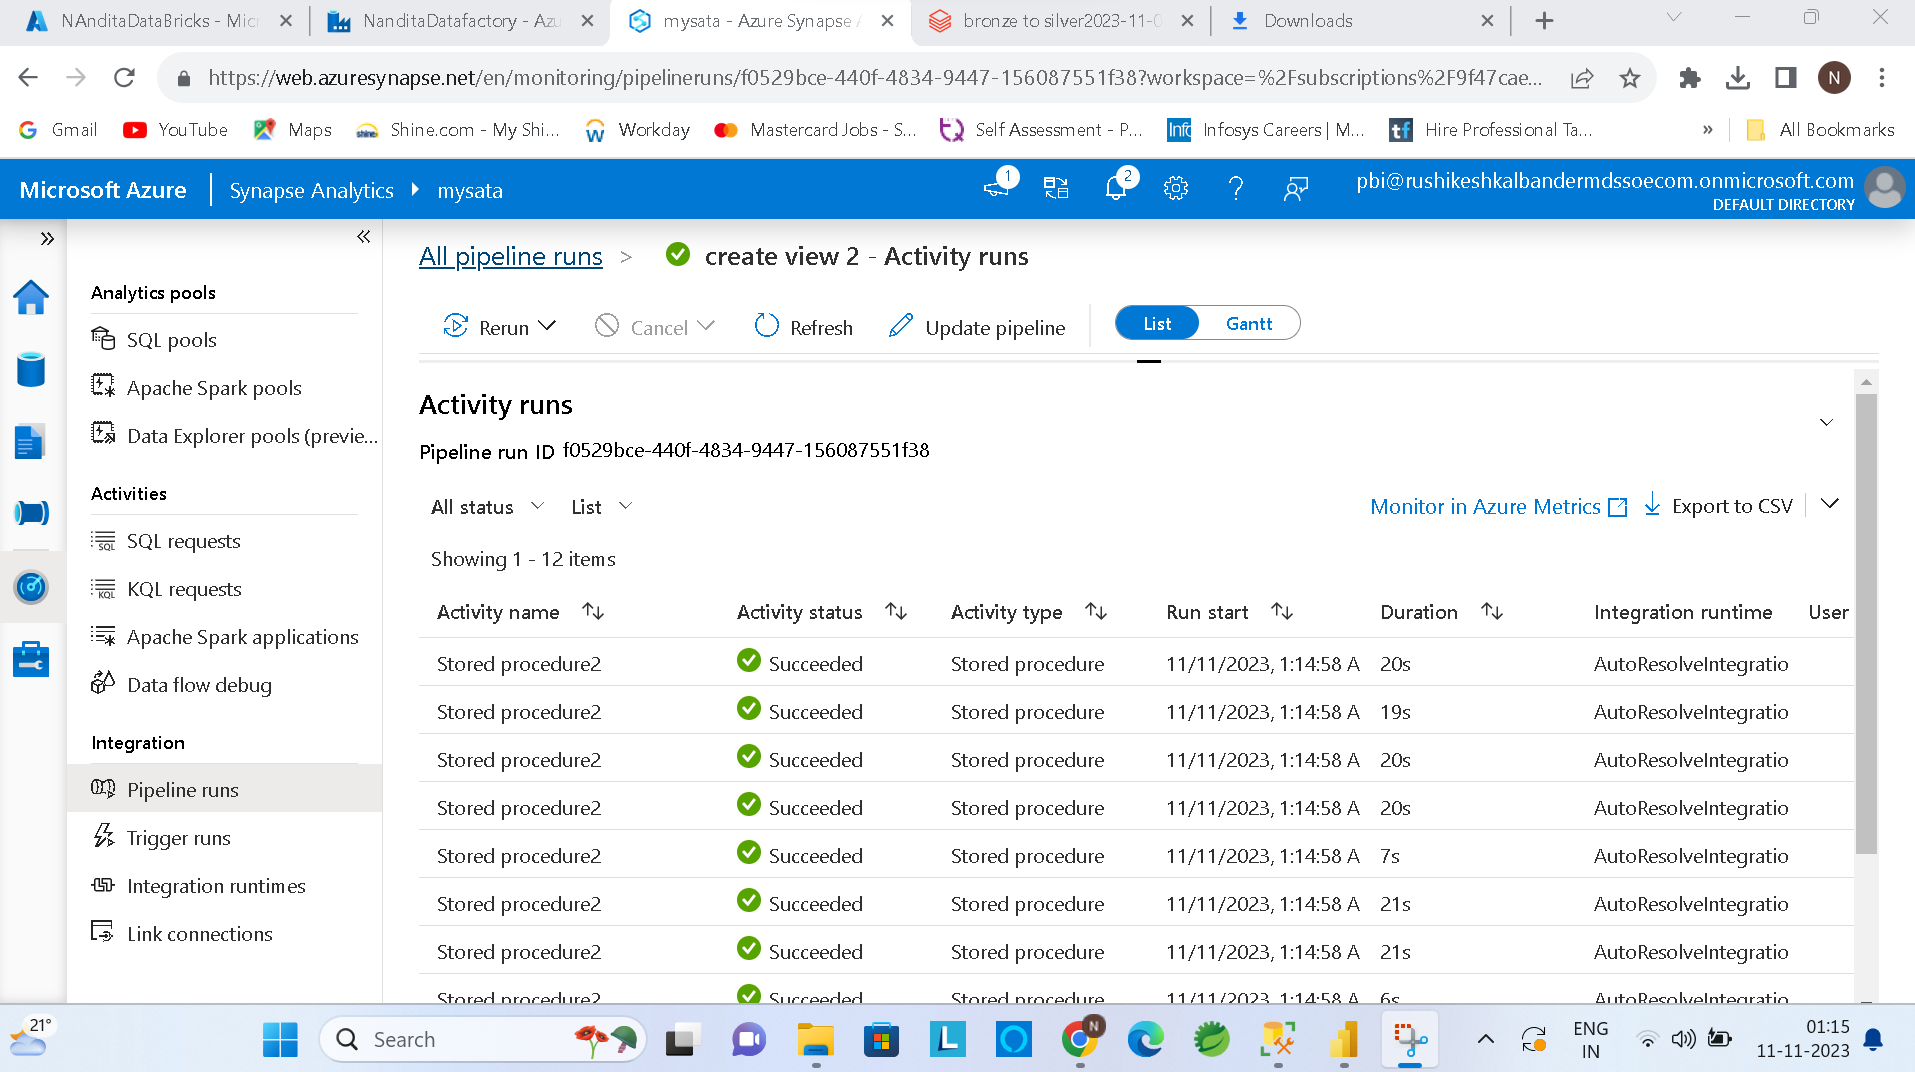 NAnditaDataBricks - Mic
NanditaDatafactory - Azu
mysata - Azure Synapse A
bronze to silver2023-11-0
Downloads
https://web.azuresynapse.net/en/monitoring/pipelineruns/f0529bce-440f-4834-9447-156087551f38?workspace=%2Fsubscriptions%2F9f47cae...
N
Gmail
YouTube
Maps
Shine.com - My Shi...
Workday
Mastercard Jobs - S...
Self Assessment - P...
Infosys Careers | M...
Hire Professional Ta...
»
All Bookmarks
Microsoft Azure
Synapse Analytics
mysata
1
2
pbi@rushikeshkalbandermdssoecom.onmicrosoft.com
DEFAULT DIRECTORY
Analytics pools
SQL pools
Apache Spark pools
Data Explorer pools (previe...
Activities
SQL requests
KQL requests
Apache Spark applications
Data flow debug
Integration
Pipeline runs
Trigger runs
Integration runtimes
Link connections
All pipeline runs > create view 2 - Activity runs
Rerun Cancel Refresh Update pipeline List Gantt
Activity runs
Pipeline run ID f0529bce-440f-4834-9447-156087551f38
All status List Monitor in Azure Metrics Export to CSV
Showing 1 - 12 items
Activity name Activity status Activity type Run start Duration Integration runtime User
Stored procedure2 Succeeded Stored procedure 11/11/2023, 1:14:58 A 20s AutoResolveIntegratio
Stored procedure2 Succeeded Stored procedure 11/11/2023, 1:14:58 A 19s AutoResolveIntegratio
Stored procedure2 Succeeded Stored procedure 11/11/2023, 1:14:58 A 20s AutoResolveIntegratio
Stored procedure2 Succeeded Stored procedure 11/11/2023, 1:14:58 A 20s AutoResolveIntegratio
Stored procedure2 Succeeded Stored procedure 11/11/2023, 1:14:58 A 7s AutoResolveIntegratio
Stored procedure2 Succeeded Stored procedure 11/11/2023, 1:14:58 A 21s AutoResolveIntegratio
Stored procedure2 Succeeded Stored procedure 11/11/2023, 1:14:58 A 21s AutoResolveIntegratio
Stored procedure2 Succeeded Stored procedure 11/11/2023, 1:14:58 A 6s AutoResolveIntegratio
21°
Search
L
N
ENG
IN
01:15
11-11-2023